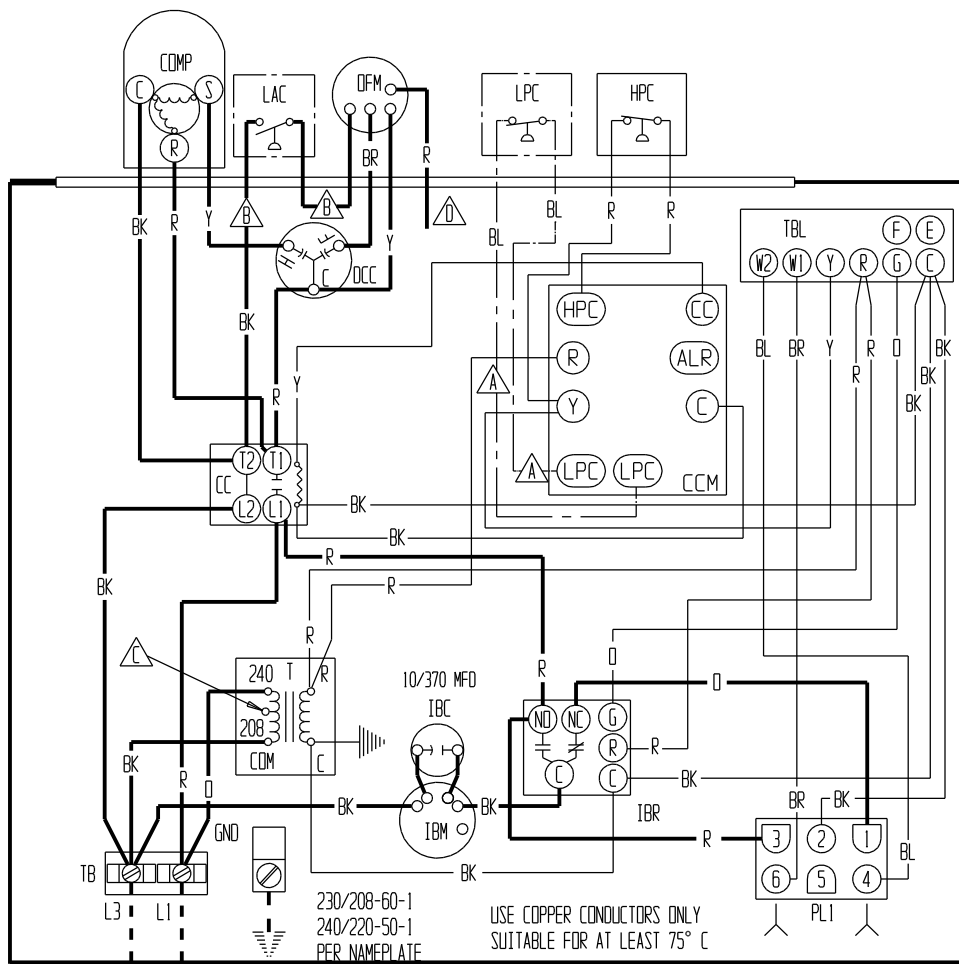 COMP
C
S
R
LAC
OFM
LPC
HPC
BK
R
Y
B
BR
B
R
D
Y
BL
BL
R
R
TBL
F
E
W2
W1
Y
R
G
C
H
F
C
OCC
BK
HPC
CC
R
ALR
Y
C
LPC
LPC
CCM
A
A
BL
BR
Y
R
R
O
BK
BK
BK
R
Y
T2
T1
CC
L2
L1
BK
BK
R
BK
R
R
C
240
T
R
208
COM
C
10/370 MFD
IBC
R
O
O
NO
NC
G
R
R
C
C
BK
IBR
BK
R
O
BK
BK
IBM
R
BR
BK
3
2
1
6
5
4
BL
PL1
GND
TB
L3
L1
BK
230/208-60-1
240/220-50-1
PER NAMEPLATE
USE COPPER CONDUCTORS ONLY
SUITABLE FOR AT LEAST 75° C